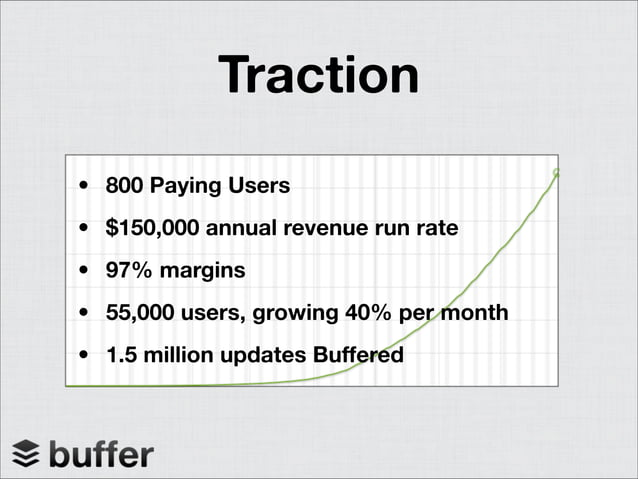 Traction
• 800 Paying Users
• $150,000 annual revenue run rate
• 97% margins
• 55,000 users, growing 40% per month
• 1.5 million updates Buffered
buffer